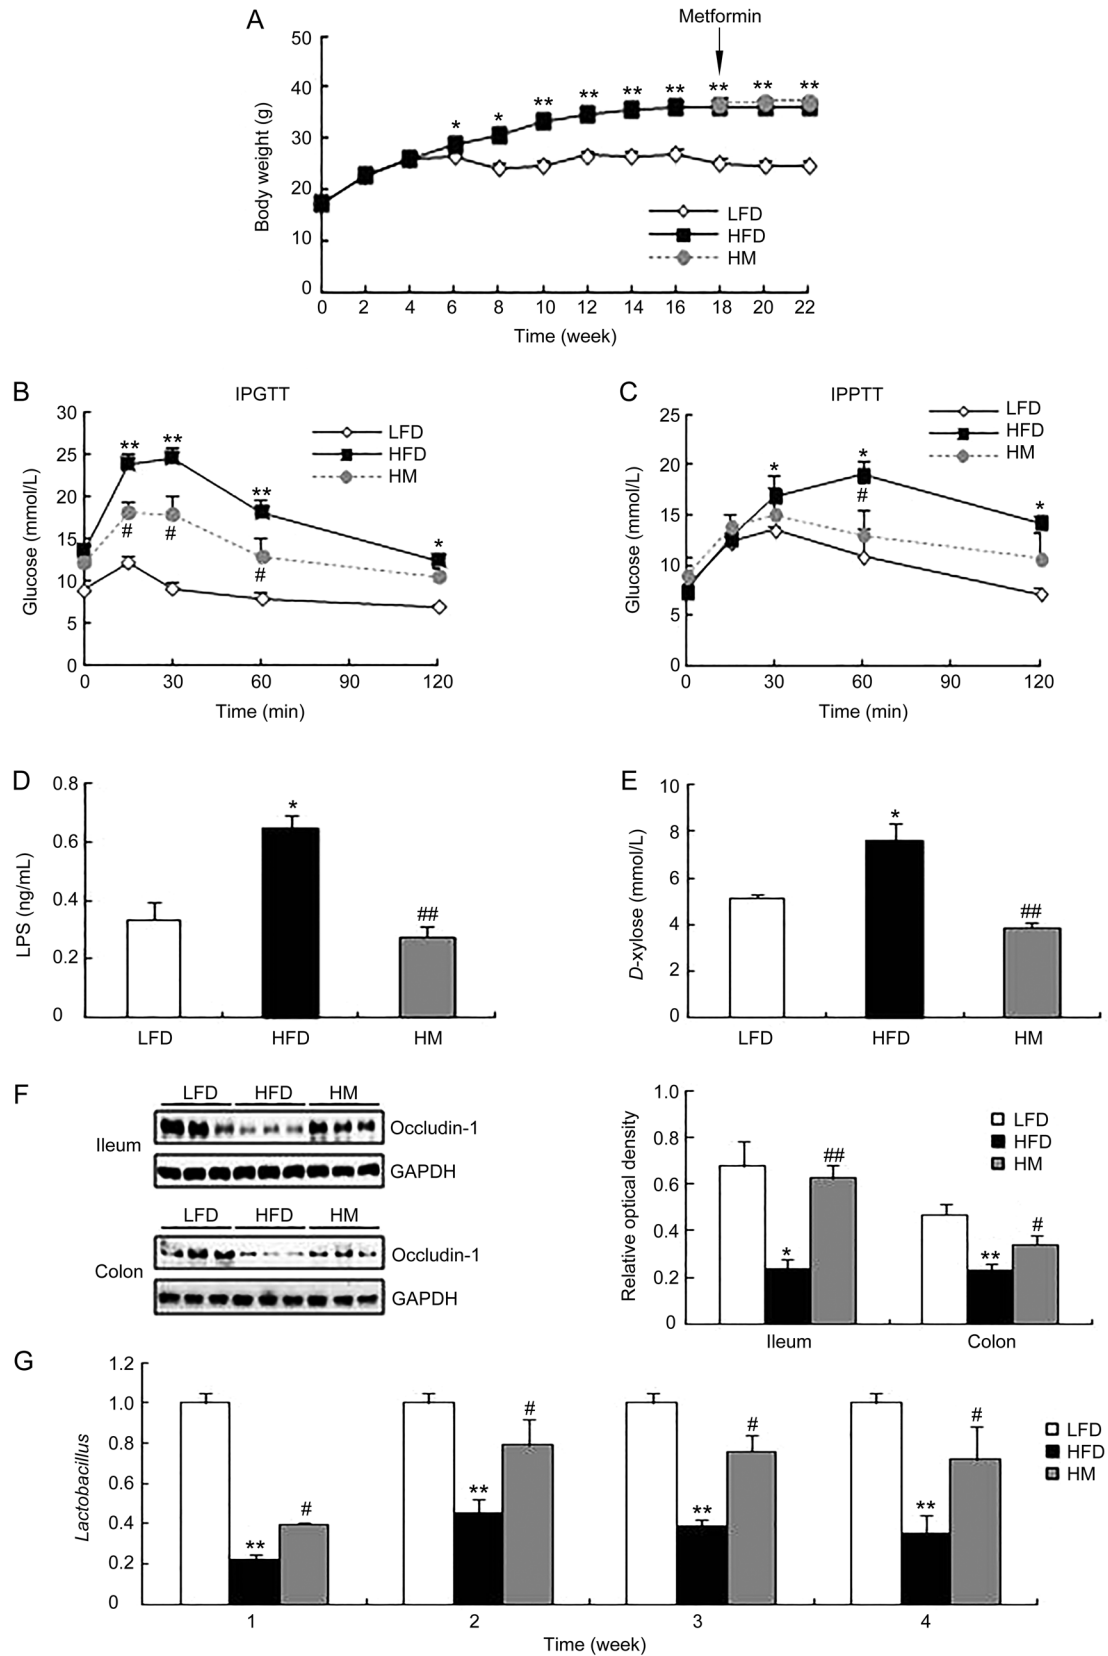 A
Metformin
Body weight (g)
50
40
30
20
10
0
* * ** ** ** ** ** ** **
LFD
HFD
HM
0 2 4 6 8 10 12 14 16 18 20 22
Time (week)
B
IPGTT
Glucose (mmol/L)
30
25
20
15
10
5
0
** ** ** *
# # #
LFD
HFD
HM
0 30 60 90 120
Time (min)
C
IPPTT
Glucose (mmol/L)
25
20
15
10
5
0
* * *
#
LFD
HFD
HM
0 30 60 90 120
Time (min)
D
LPS (ng/mL)
0.8
0.6
0.4
0.2
0
*
##
LFD HFD HM
E
D-xylose (mmol/L)
10
8
6
4
2
0
*
##
LFD HFD HM
F
LFD HFD HM
Ileum
Occludin-1
GAPDH
LFD HFD HM
Colon
Occludin-1
GAPDH
Relative optical density
1.0
0.8
0.6
0.4
0.2
0
LFD
HFD
HM
* ##
** #
Ileum Colon
G
Lactobacillus
1.2
1.0
0.8
0.6
0.4
0.2
0
** #
** #
** #
** #
LFD
HFD
HM
1 2 3 4
Time (week)